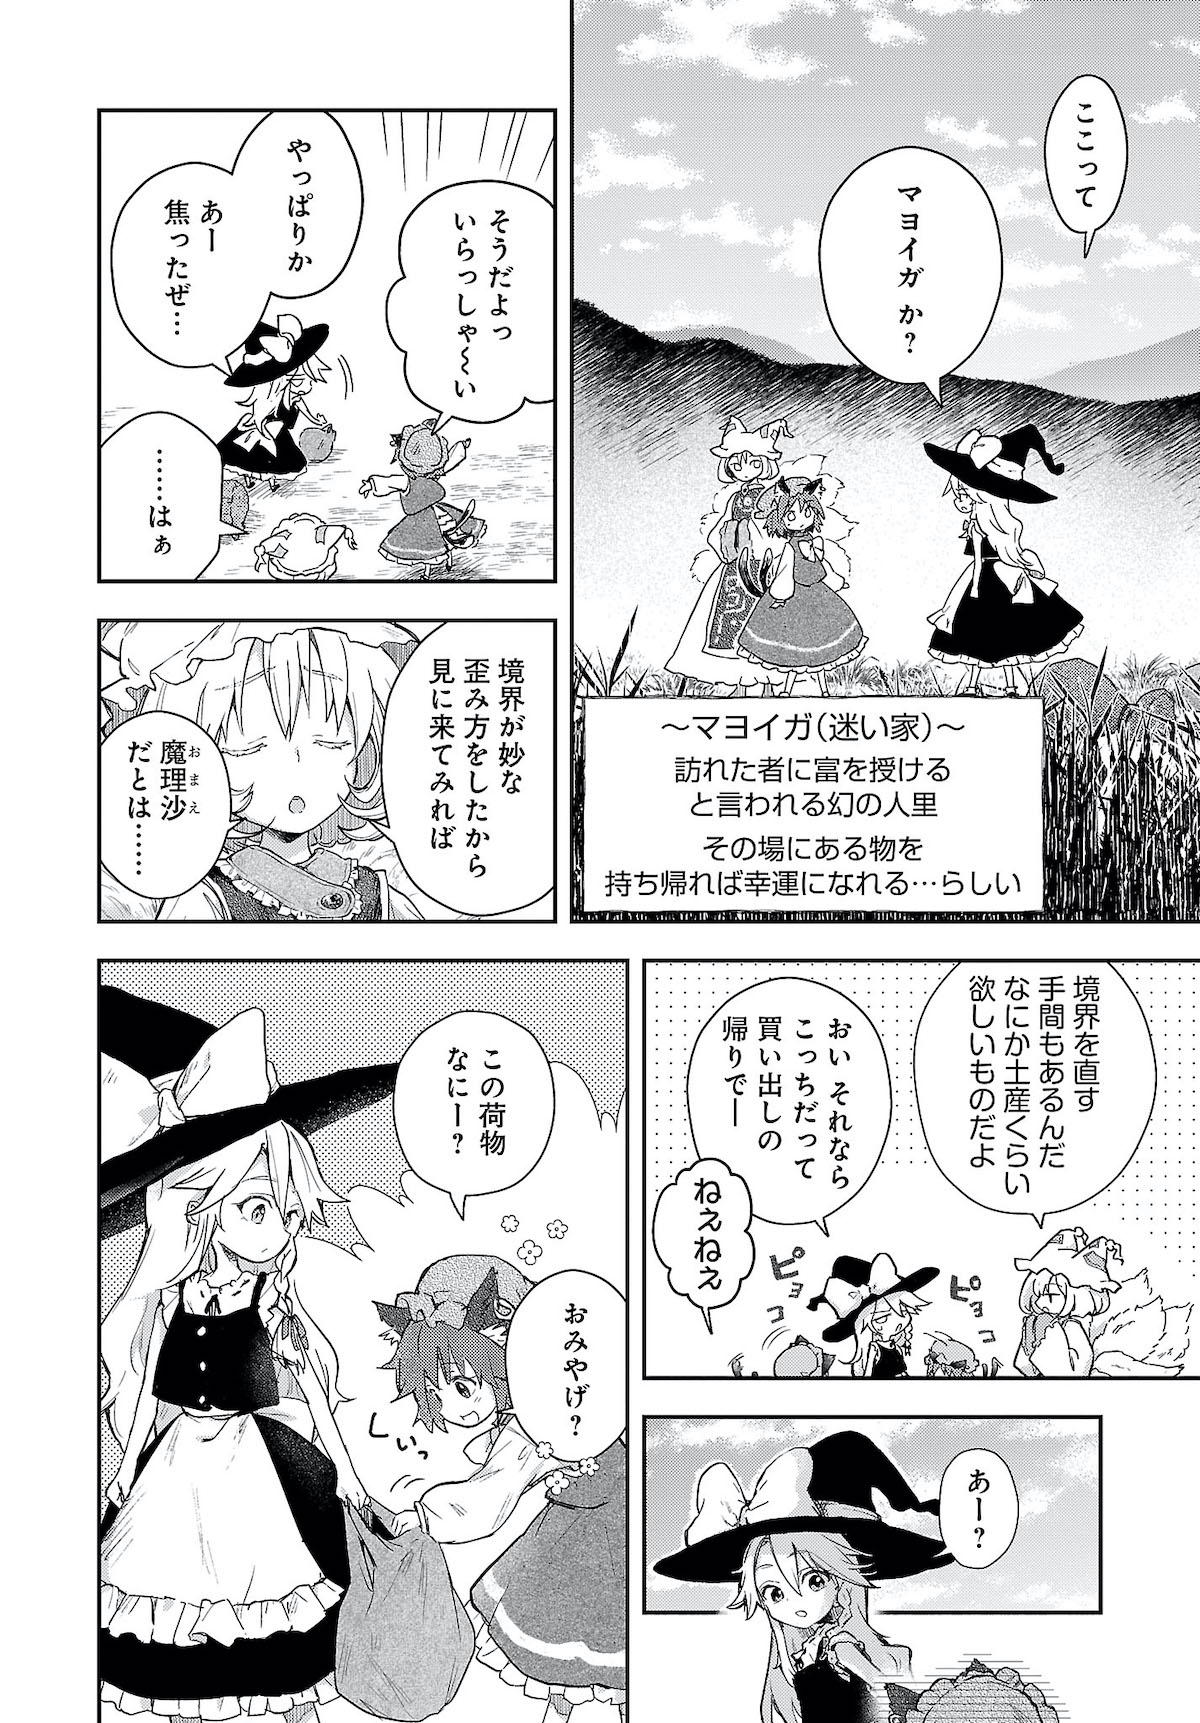 ここって
マヨイガか？
～マヨイガ（迷い家）～
訪れた者に富を授ける
と言われる幻の人里
その場にある物を
持ち帰れば幸運になれる…らしい
そうだよっ
いらっしゃ～い
やっぱりか
あー
焦ったぜ…
………はぁ
境界が妙な
歪み方をしたから
見に来てみれば
魔理沙
おまえ
だとは……
境界を直す
手間もあるんだ
なにか土産くらい
欲しいものだよ
おい それなら
こっちだって
買い出しの
帰りでー
ねえねえ
ピョコ
ピョコ
あー？
この荷物
なにー？
おみやげ？
くいっ